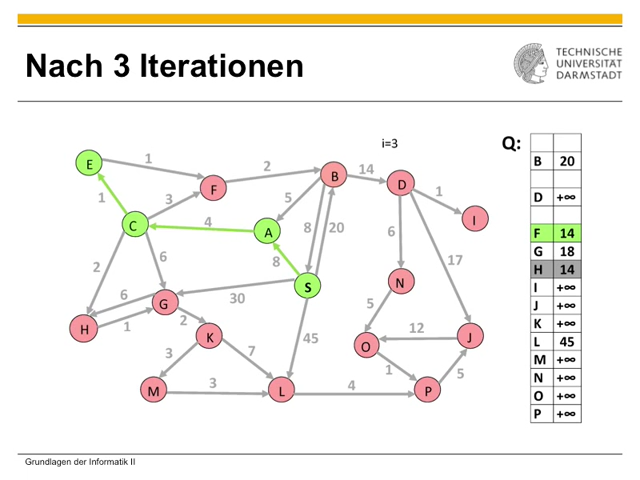 Nach 3 Iterationen
TECHNISCHE
UNIVERSITÄT
DARMSTADT
i=3
Q:
B 20
D +∞
F 14
G 18
H 14
I +∞
J +∞
K +∞
L 45
M +∞
N +∞
O +∞
P +∞
E
1
F
2
B
14
D
1
I
1
3
5
C
4
A
8
20
6
17
2
6
8
S
N
6
30
G
5
H
1
2
K
45
O
12
J
3
7
1
5
M
3
L
4
P
Grundlagen der Informatik II